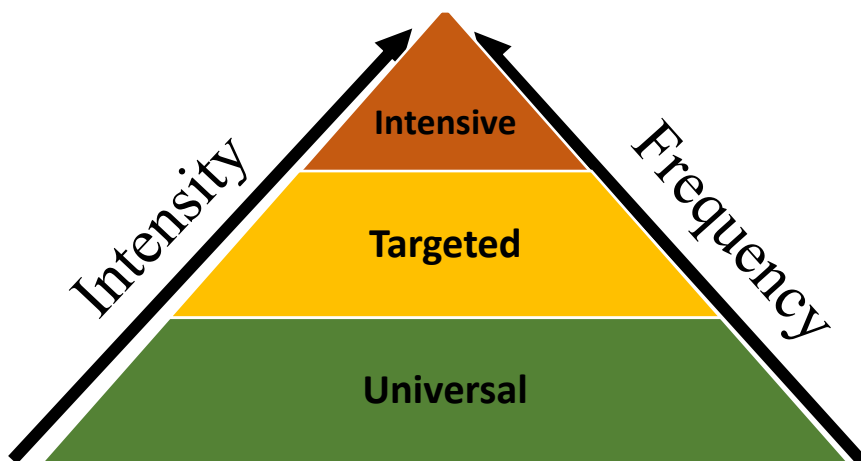 Intensive
Intensity
Frequency
Targeted
Universal